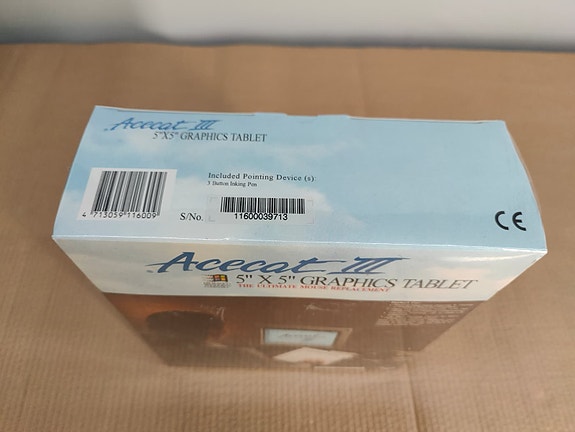 Acecat III
5"X5" GRAPHICS TABLET
Included Pointing Device (s):
3 Button Inking Pen
4 713059 116009
S/No.
11600039713
CE
Acecat III
5" X 5" GRAPHICS TABLET
THE ULTIMATE MOUSE REPLACEMENT